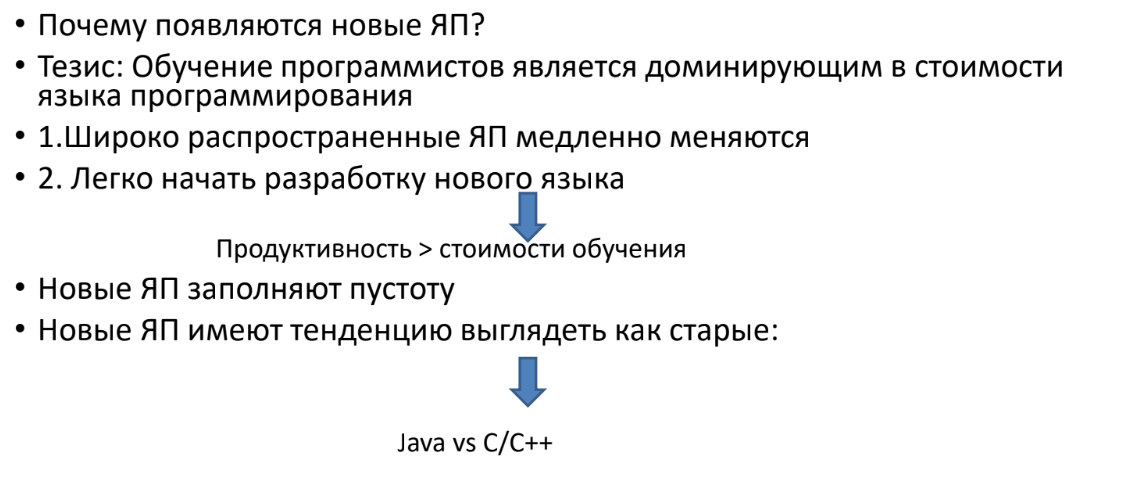 • Почему появляются новые ЯП?
• Тезис: Обучение программистов является доминирующим в стоимости
языка программирования
• 1.Широко распространенные ЯП медленно меняются
• 2. Легко начать разработку нового языка
Продуктивность > стоимости обучения
• Новые ЯП заполняют пустоту
• Новые ЯП имеют тенденцию выглядеть как старые:
Java vs C/C++